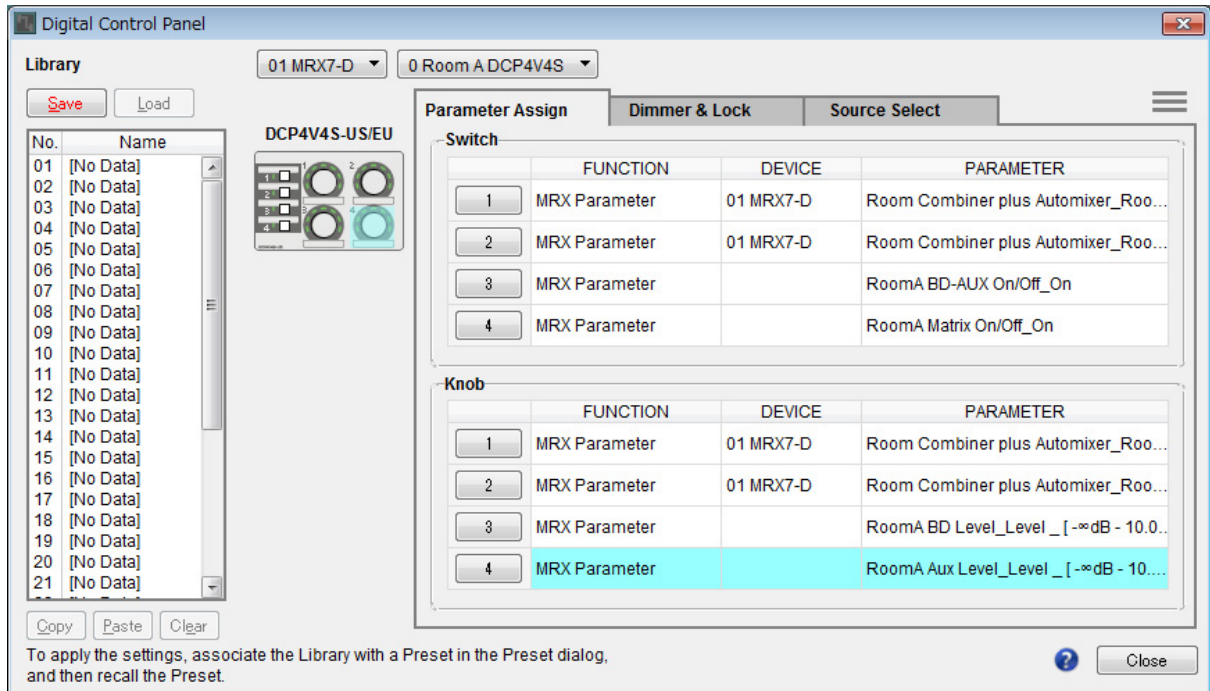 Digital Control Panel
Library
01 MRX7-D
0 Room A DCP4V4S
Save
Load
Parameter Assign
Dimmer & Lock
Source Select
No. Name
01 [No Data]
02 [No Data]
03 [No Data]
04 [No Data]
05 [No Data]
06 [No Data]
07 [No Data]
08 [No Data]
09 [No Data]
10 [No Data]
11 [No Data]
12 [No Data]
13 [No Data]
14 [No Data]
15 [No Data]
16 [No Data]
17 [No Data]
18 [No Data]
19 [No Data]
20 [No Data]
21 [No Data]
DCP4V4S-US/EU
1 2
1
2
3 3 4
4
Switch
FUNCTION DEVICE PARAMETER
1 MRX Parameter 01 MRX7-D Room Combiner plus Automixer_Roo...
2 MRX Parameter 01 MRX7-D Room Combiner plus Automixer_Roo...
3 MRX Parameter RoomA BD-AUX On/Off_On
4 MRX Parameter RoomA Matrix On/Off_On
Knob
FUNCTION DEVICE PARAMETER
1 MRX Parameter 01 MRX7-D Room Combiner plus Automixer_Roo...
2 MRX Parameter 01 MRX7-D Room Combiner plus Automixer_Roo...
3 MRX Parameter RoomA BD Level_Level _ [ -∞dB - 10.0..
4 MRX Parameter RoomA Aux Level_Level _ [ -∞dB - 10....
Copy Paste Clear
To apply the settings, associate the Library with a Preset in the Preset dialog,
and then recall the Preset.
?
Close